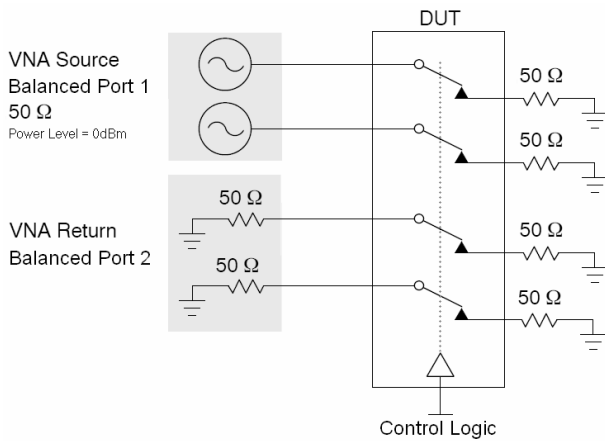 DUT
VNA Source
Balanced Port 1
50 Ω
Power Level = 0dBm
50 Ω
50 Ω
VNA Return
Balanced Port 2
50 Ω
50 Ω
50 Ω
50 Ω
Control Logic